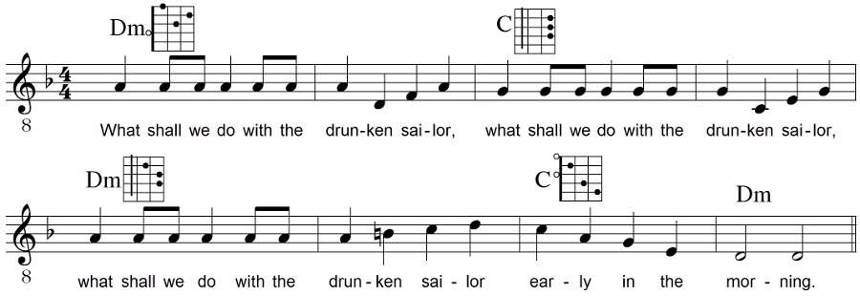 Dm C
4
4
8
What shall we do with the drun-ken sai-lor, what shall we do with the drun-ken sai-lor,
Dm C Dm
8
what shall we do with the drun-ken sai-lor ear-ly in the mor-ning.